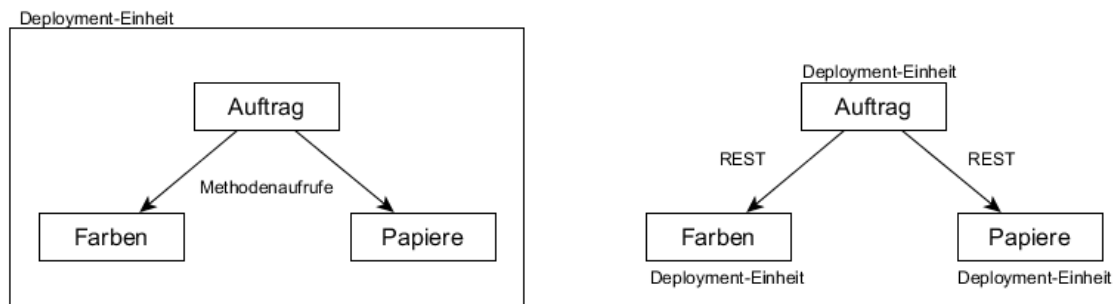 Deployment-Einheit
Auftrag
Methodenaufrufe
Farben
Papiere
Deployment-Einheit
Auftrag
REST
REST
Farben
Papiere
Deployment-Einheit
Deployment-Einheit